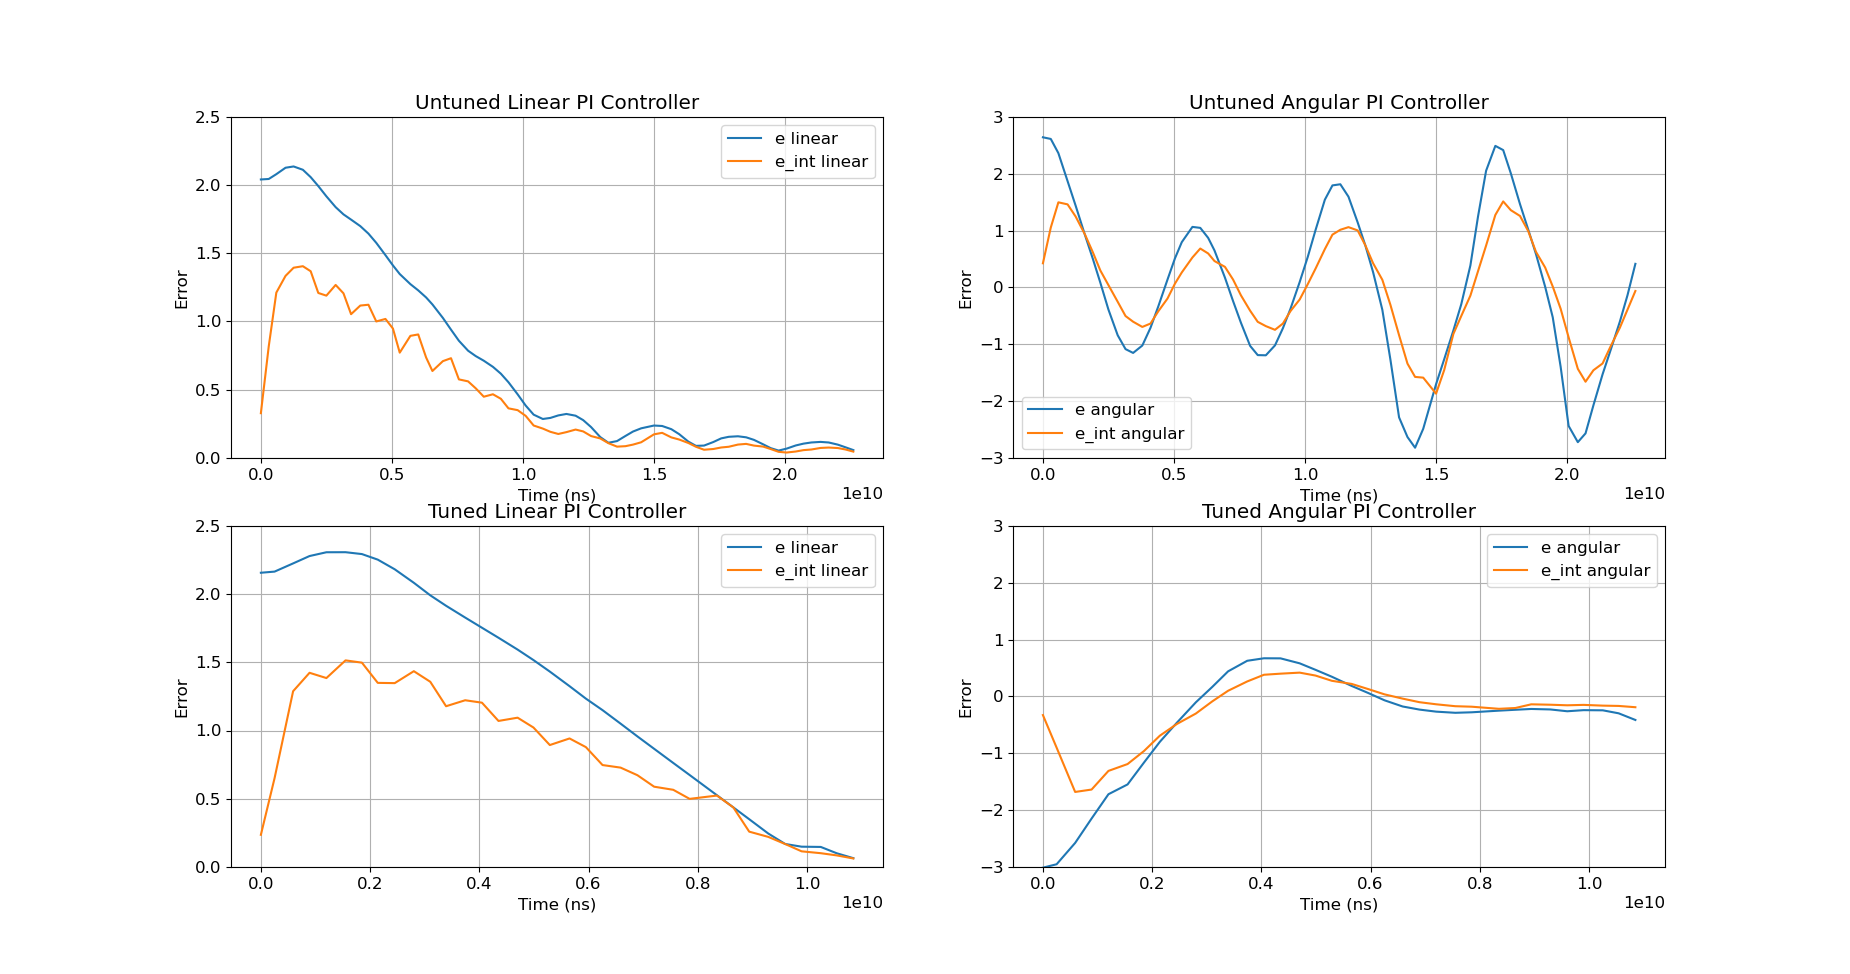 Untuned Linear PI Controller
2.5
2.0
1.5
1.0
0.5
0.0
Error
e linear
e_int linear
0.0 0.5 1.0 1.5 2.0
1e10
Time (ns)
Untuned Angular PI Controller
3
2
1
0
−1
−2
−3
Error
e angular
e_int angular
0.0 0.5 1.0 1.5 2.0
1e10
Time (ns)
Tuned Linear PI Controller
2.5
2.0
1.5
1.0
0.5
0.0
Error
e linear
e_int linear
0.0 0.2 0.4 0.6 0.8 1.0
1e10
Time (ns)
Tuned Angular PI Controller
3
2
1
0
−1
−2
−3
Error
e angular
e_int angular
0.0 0.2 0.4 0.6 0.8 1.0
1e10
Time (ns)